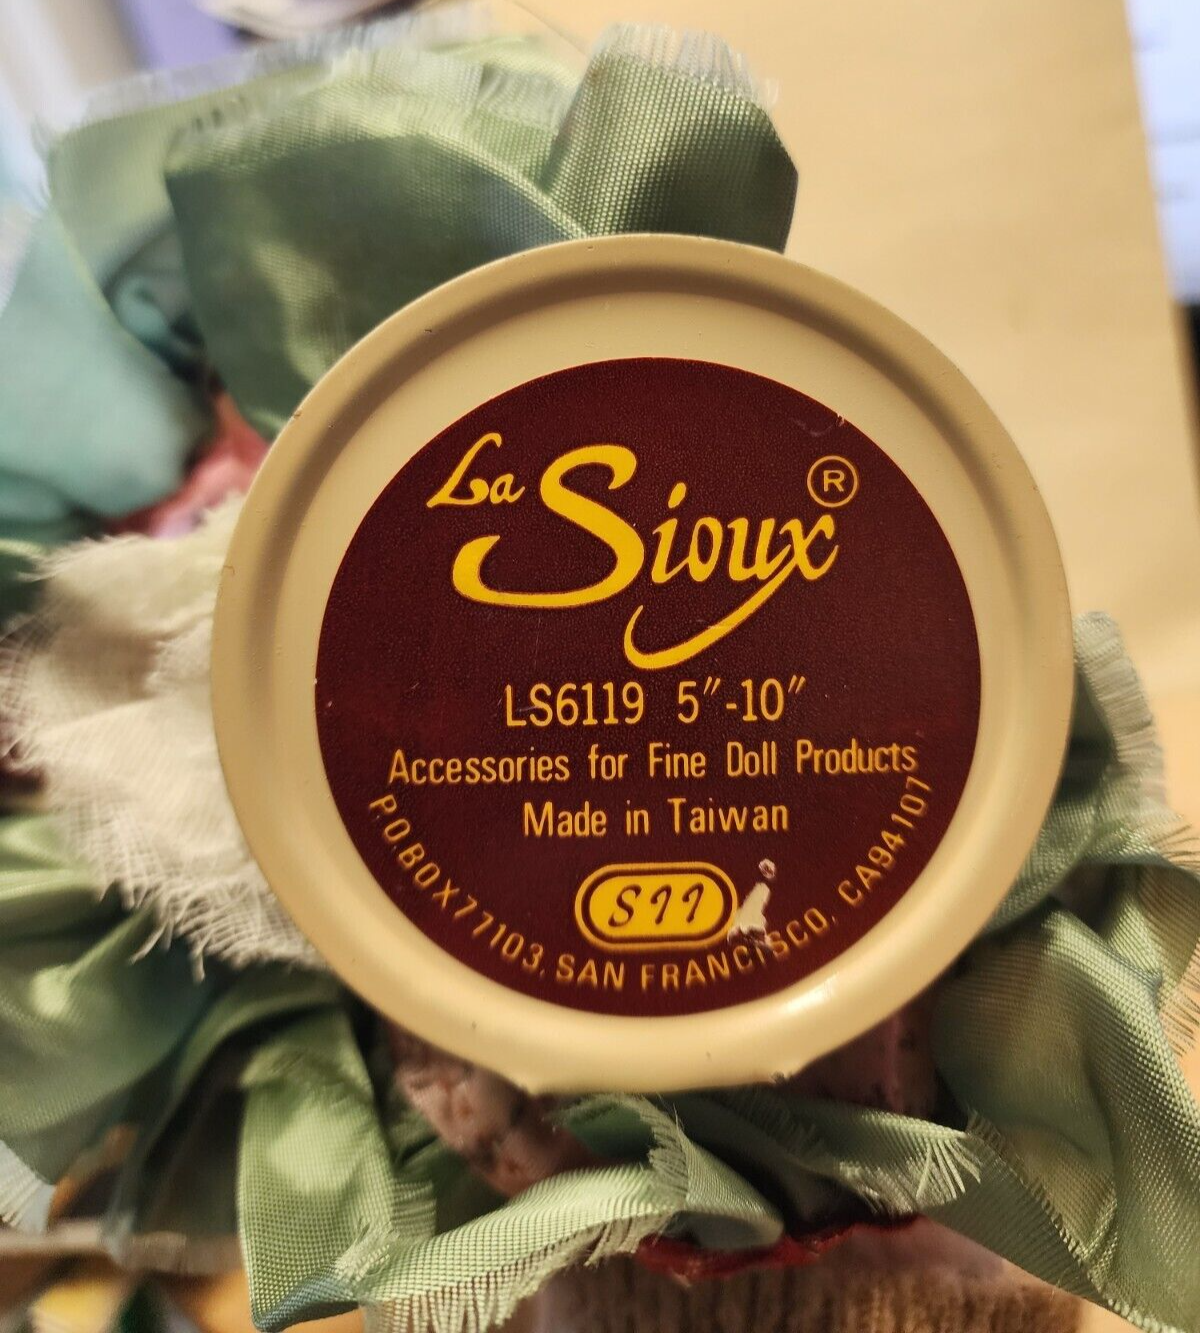 La Sioux ®
LS6119 5"-10"
Accessories for Fine Doll Products
Made in Taiwan
SII
P.O.BOX77103, SAN FRANCISCO, CA94107